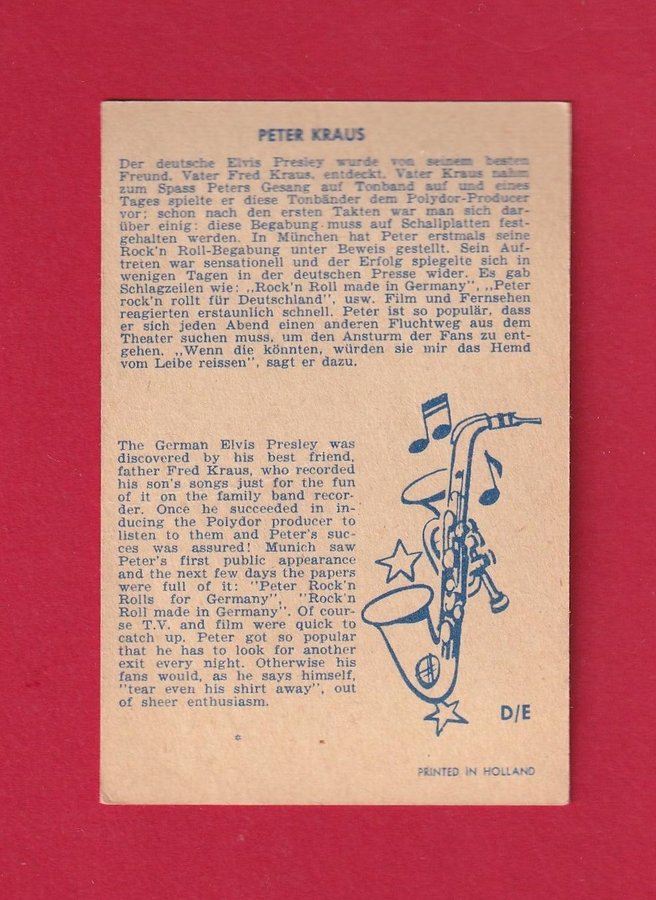 PETER KRAUS
Der deutsche Elvis Presley wurde von seinem besten
Freund, Vater Fred Kraus, entdeckt. Vater Kraus nahm
zum Spass Peters Gesang auf Tonband auf und eines
Tages spielte er diese Tonbänder dem Polydor-Producer
vor; schon nach den ersten Takten war man sich dar-
über einig: diese Begabung muss auf Schallplatten fest-
gehalten werden. In München hat Peter erstmals seine
Rock'n Roll-Begabung unter Beweis gestellt. Sein Auf-
treten war sensationell und der Erfolg spiegelte sich in
wenigen Tagen in der deutschen Presse wider. Es gab
Schlagzeilen wie: „Rock'n Roll made in Germany", „Peter
rock'n rollt für Deutschland", usw. Film und Fernsehen
reagierten erstaunlich schnell. Peter ist so populär, dass
er sich jeden Abend einen anderen Fluchtweg aus dem
Theater suchen muss, um den Ansturm der Fans zu ent-
gehen. „Wenn die könnten, würden sie mir das Hemd
vom Leibe reissen", sagt er dazu.
The German Elvis Presley was
discovered by his best friend,
father Fred Kraus, who recorded
his son's songs just for the fun
of it on the family band recor-
der. Once he succeeded in in-
ducing the Polydor producer to
listen to them and Peter's suc-
ces was assured! Munich saw
Peter's first public appearance
and the next few days the papers
were full of it: "Peter Rock'n
Rolls for Germany", "Rock'n
Roll made in Germany". Of cour-
se T.V. and film were quick to
catch up. Peter got so popular
that he has to look for another
exit every night. Otherwise his
fans would, as he says himself,
"tear even his shirt away", out
of sheer enthusiasm.
*
D/E
PRINTED IN HOLLAND